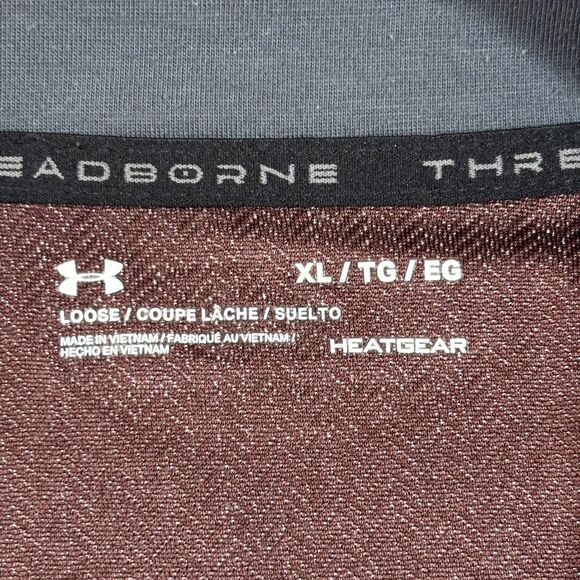 EADBORNE THRE
XL / TG / EG
LOOSE / COUPE LÂCHE / SUELTO
MADE IN VIETNAM / FABRIQUÉ AU VIETNAM /
HECHO EN VIETNAM
HEATGEAR